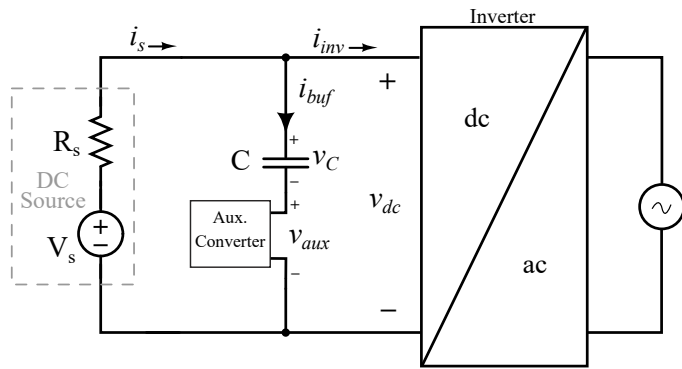 Inverter
i_s
i_inv
+
i_buf
dc
R_s
+
C
v_C
DC
Source
−
+
Aux.
Converter
v_dc
+
−
V_s
v_aux
ac
−
−